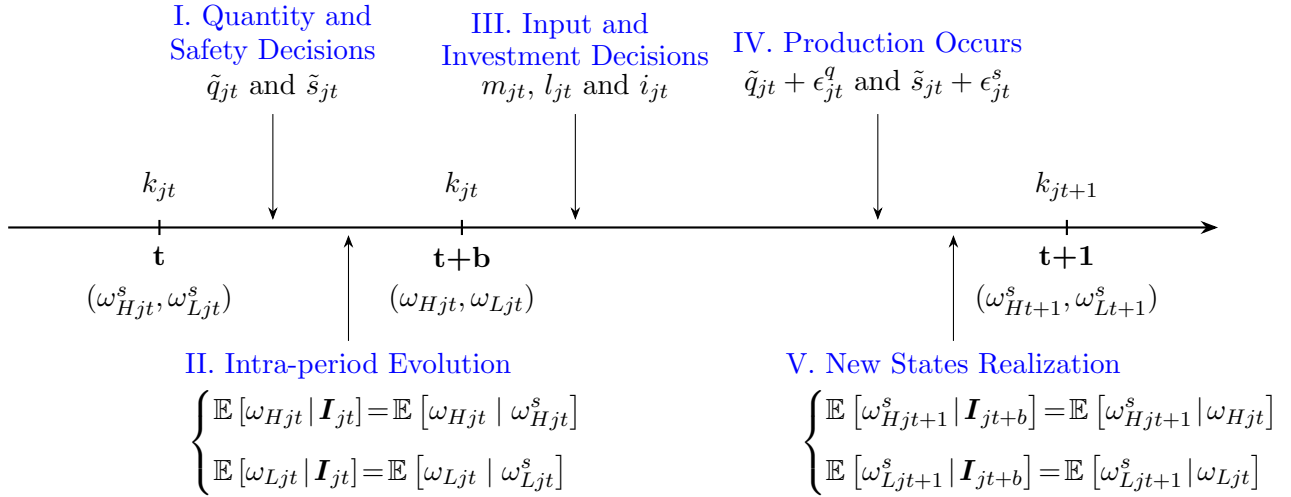 I. Quantity and
Safety Decisions
q̃_{jt} and s̃_{jt}
III. Input and
Investment Decisions
m_{jt}, l_{jt} and i_{jt}
IV. Production Occurs
q̃_{jt} + ϵ^q_{jt} and s̃_{jt} + ϵ^s_{jt}
k_{jt}
k_{jt}
k_{jt+1}
t
t+b
t+1
(ω^s_{Hjt}, ω^s_{Ljt})
(ω_{Hjt}, ω_{Ljt})
(ω^s_{Ht+1}, ω^s_{Lt+1})
II. Intra-period Evolution
𝔼 [ω_{Hjt} | I_{jt}] = 𝔼 [ω_{Hjt} | ω^s_{Hjt}]
𝔼 [ω_{Ljt} | I_{jt}] = 𝔼 [ω_{Ljt} | ω^s_{Ljt}]
V. New States Realization
𝔼 [ω^s_{Hjt+1} | I_{jt+b}] = 𝔼 [ω^s_{Hjt+1} | ω_{Hjt}]
𝔼 [ω^s_{Ljt+1} | I_{jt+b}] = 𝔼 [ω^s_{Ljt+1} | ω_{Ljt}]